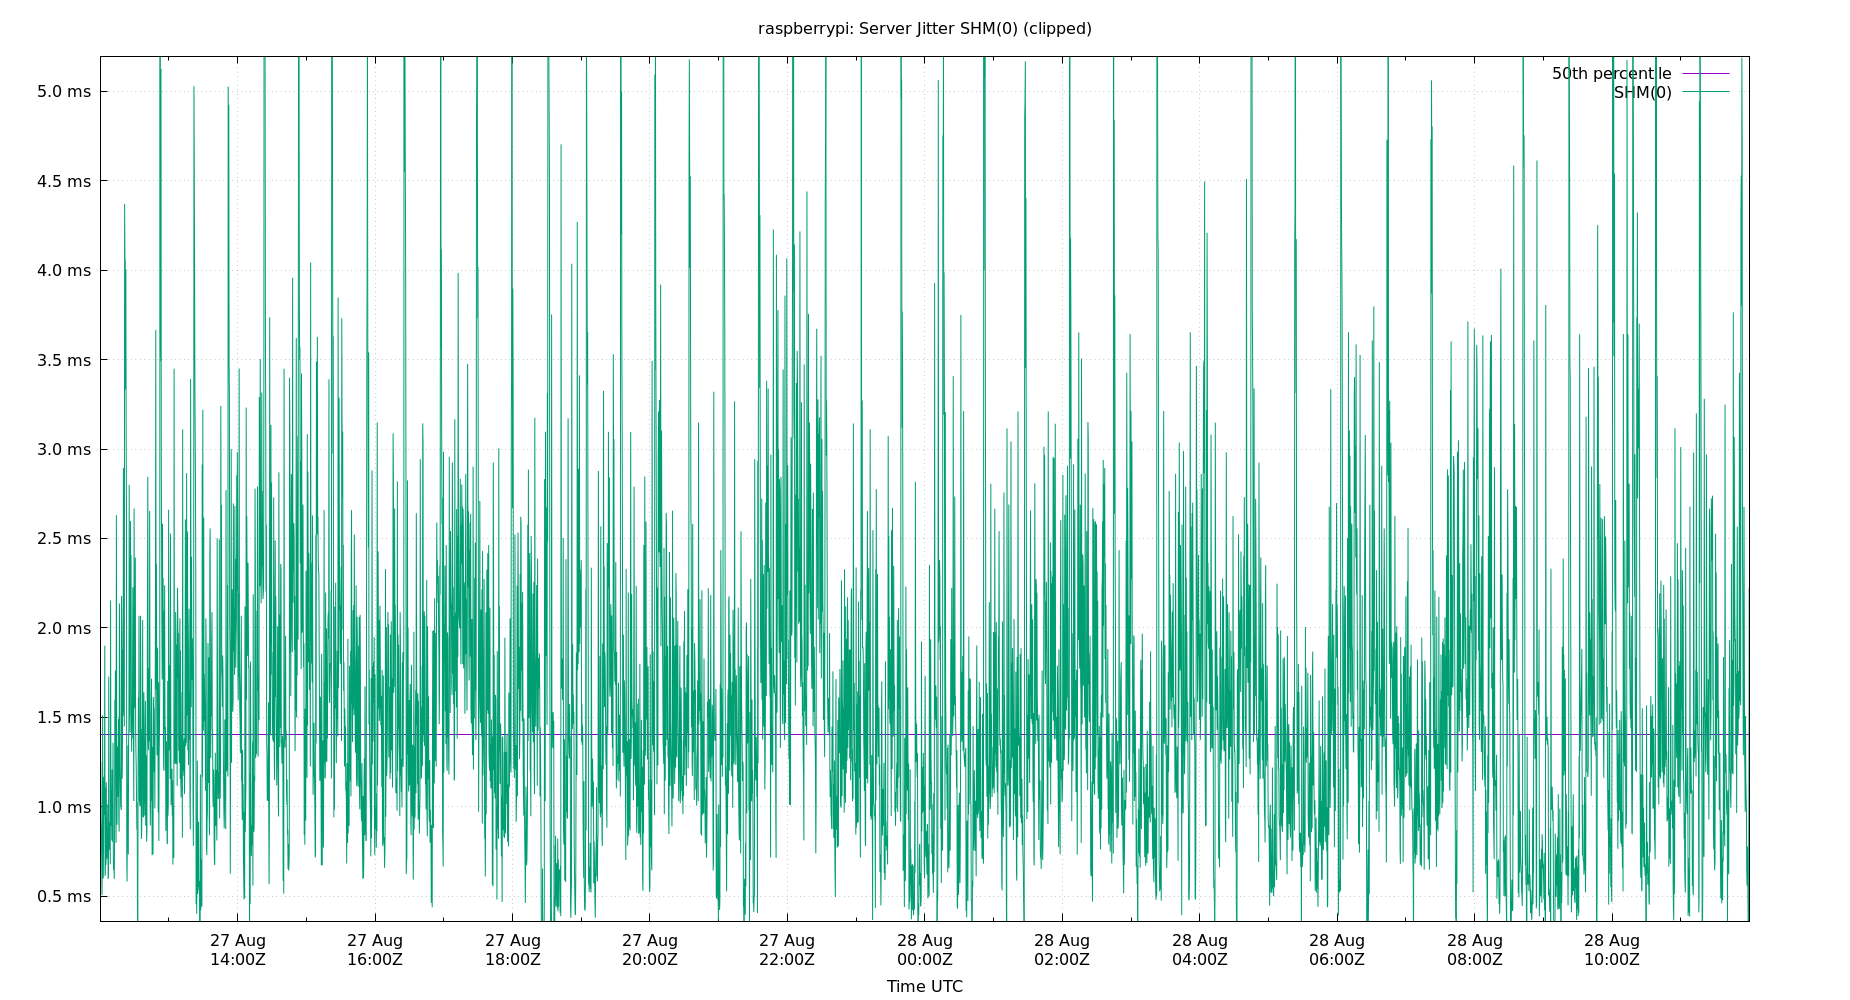 raspberrypi: Server Jitter SHM(0) (clipped)
50th percentile
SHM(0)
5.0 ms
4.5 ms
4.0 ms
3.5 ms
3.0 ms
2.5 ms
2.0 ms
1.5 ms
1.0 ms
0.5 ms
27 Aug 27 Aug 27 Aug 27 Aug 27 Aug 28 Aug 28 Aug 28 Aug 28 Aug 28 Aug 28 Aug
14:00Z 16:00Z 18:00Z 20:00Z 22:00Z 00:00Z 02:00Z 04:00Z 06:00Z 08:00Z 10:00Z
Time UTC